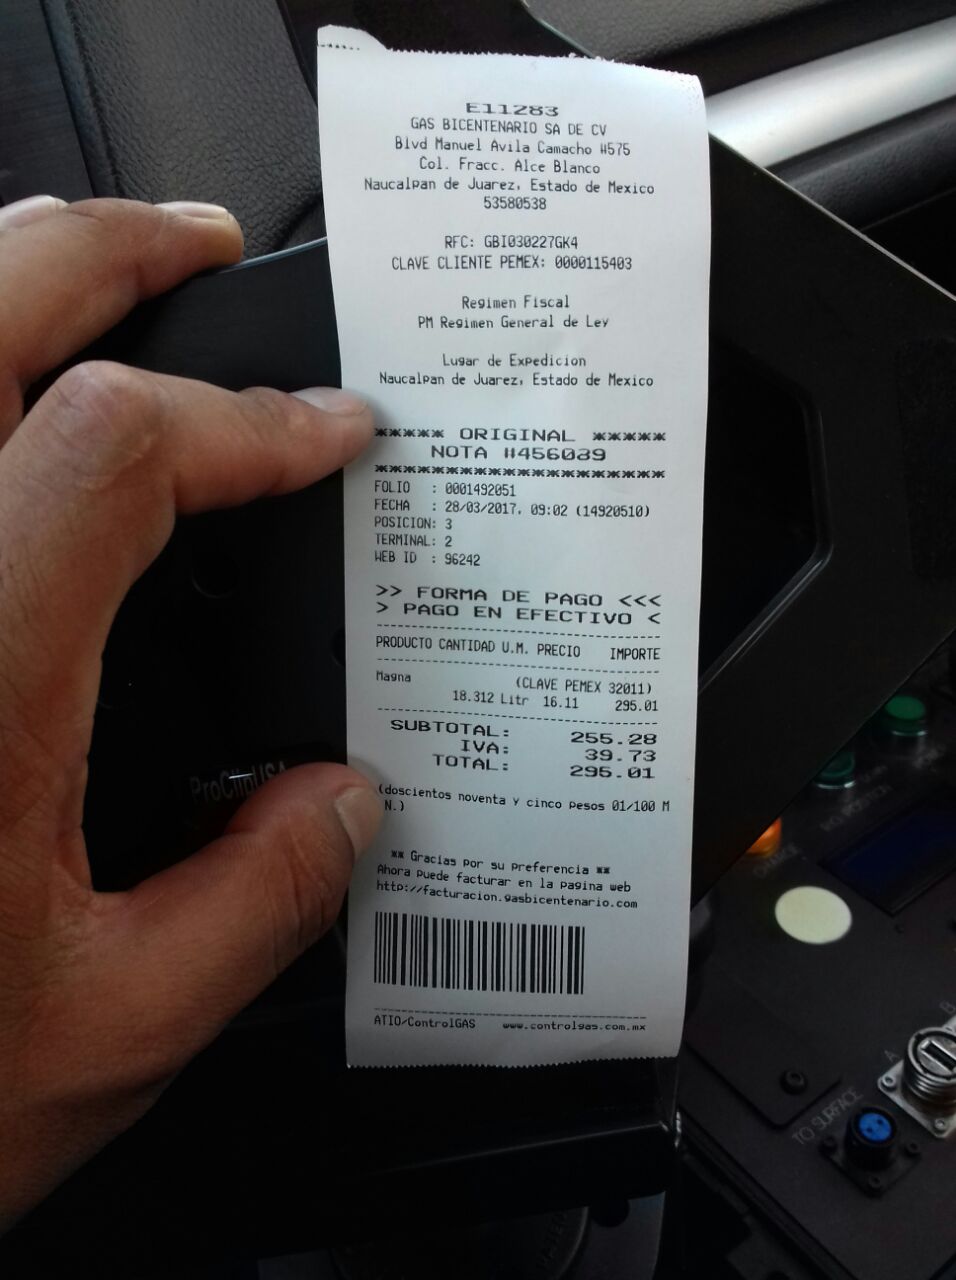 E11283
GAS BICENTENARIO SA DE CV
Blvd Manuel Avila Camacho #575
Col. Fracc. Alce Blanco
Naucalpan de Juarez, Estado de Mexico
53580538
RFC: GBI030227GK4
CLAVE CLIENTE PEMEX: 0000115403
Regimen Fiscal
PM Regimen General de Ley
Lugar de Expedicion
Naucalpan de Juarez, Estado de Mexico
***** ORIGINAL *****
NOTA #456039
*************************
FOLIO : 0001492051
FECHA : 28/03/2017, 09:02 (14920510)
POSICION: 3
TERMINAL: 2
WEB ID : 96242
>> FORMA DE PAGO <<<
> PAGO EN EFECTIVO <
PRODUCTO CANTIDAD U.M. PRECIO IMPORTE
Magna (CLAVE PEMEX 32011)
18.312 Litr 16.11 295.01
SUBTOTAL: 255.28
IVA: 39.73
TOTAL: 295.01
(doscientos noventa y cinco pesos 01/100 M
N.)
** Gracias por su preferencia **
Ahora puede facturar en la pagina web
http://facturacion.gasbicentenario.com
ATIO/ControlGAS www.controlgas.com.mx
ProClipUSA
CHARGE
TO SURFACE
A
B